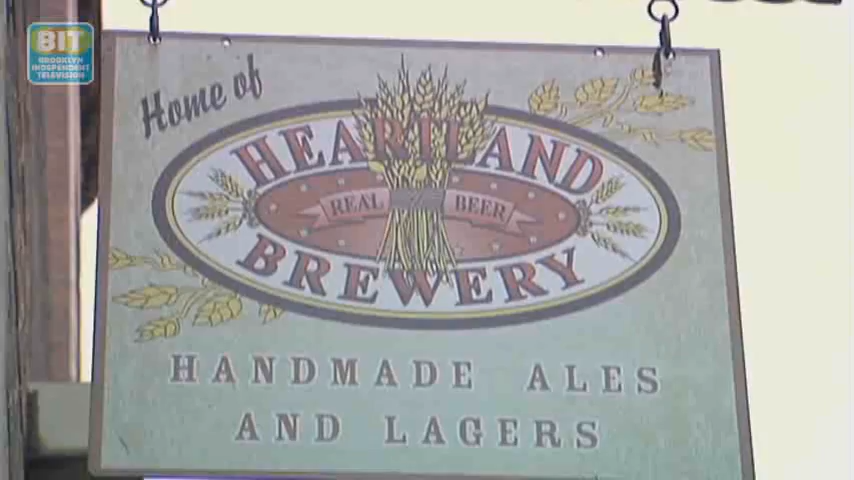 BIT
BROOKLYN
INDEPENDENT
TELEVISION
Home of
HEARTLAND
REAL BEER
BREWERY
HANDMADE ALES
AND LAGERS